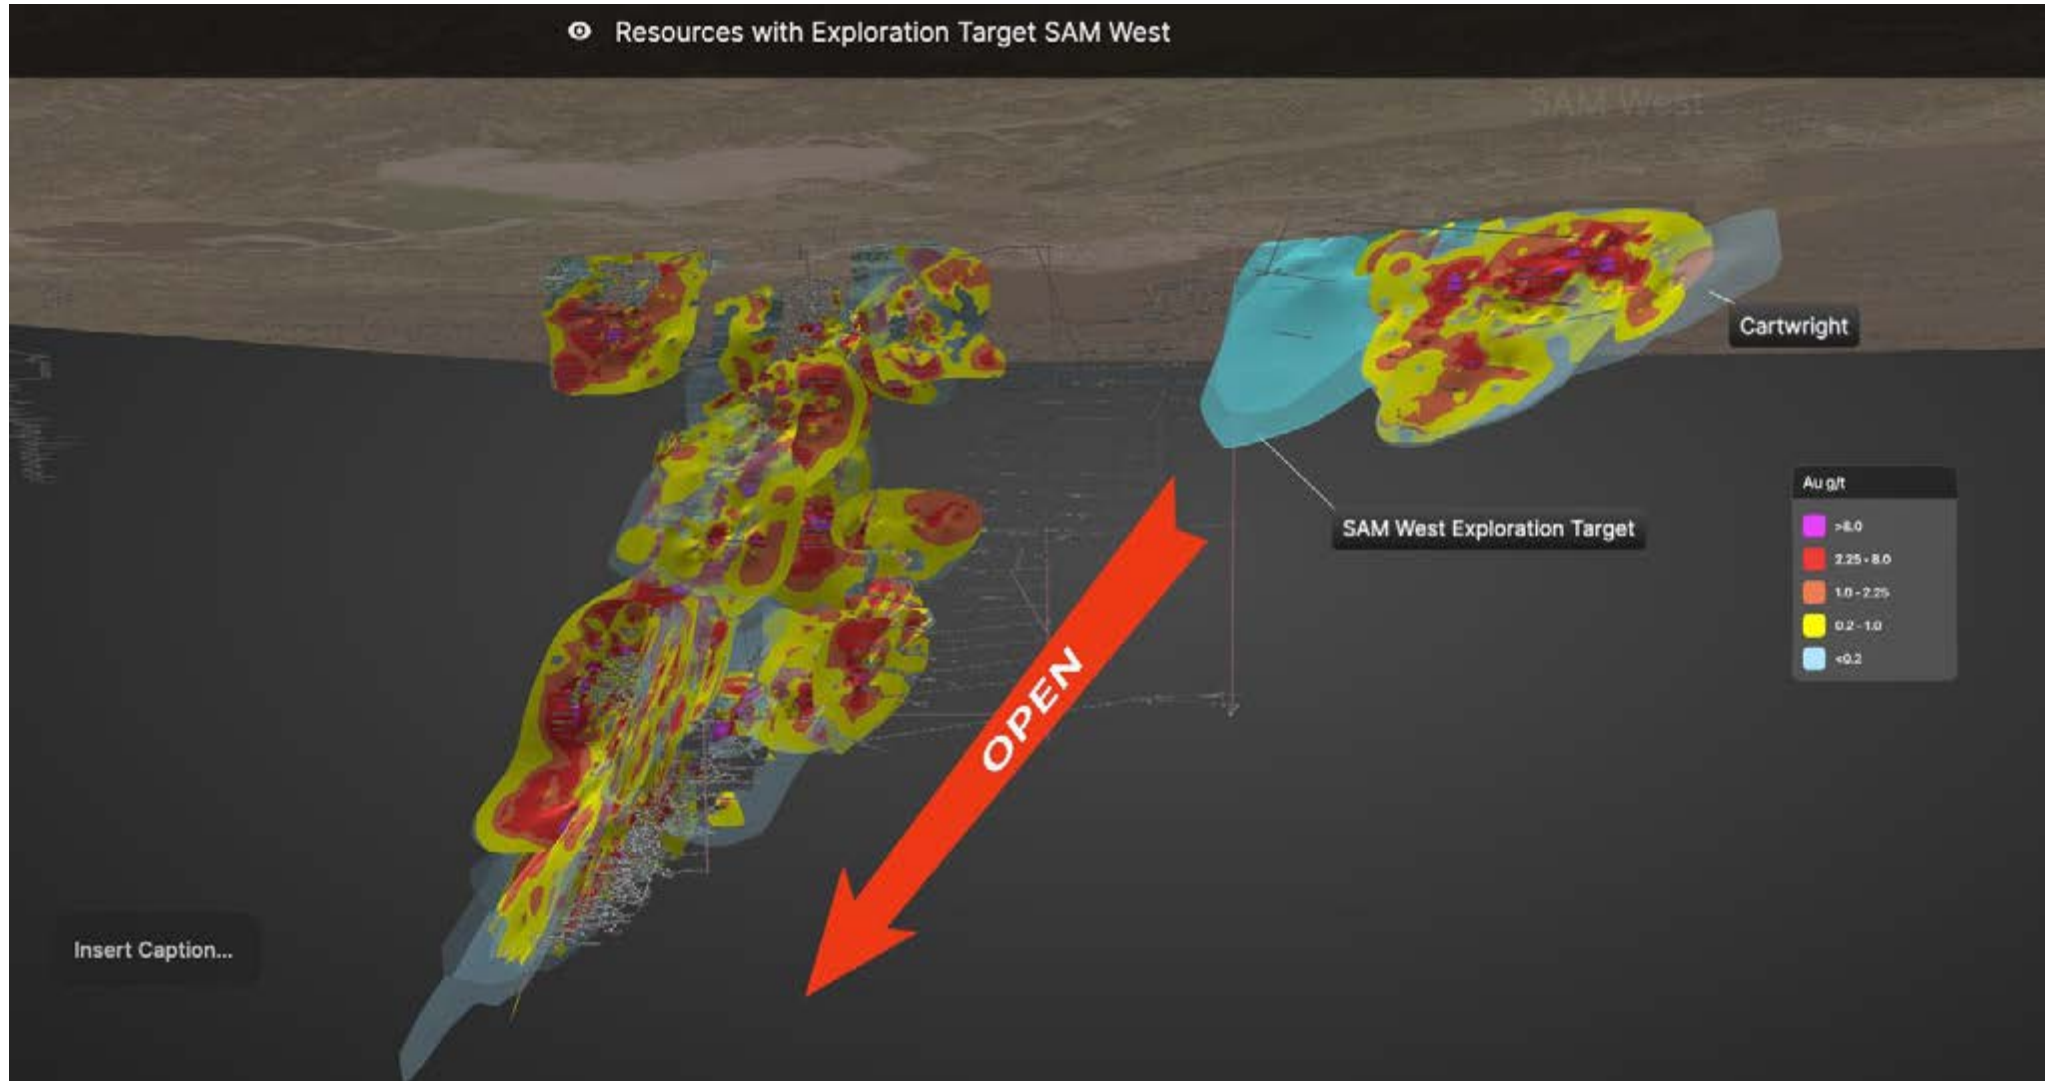 Resources with Exploration Target SAM West
SAM West
Cartwright
SAM West Exploration Target
Au g/t
>8.0
2.25 - 8.0
1.0 - 2.25
0.2 - 1.0
<0.2
OPEN
Insert Caption...